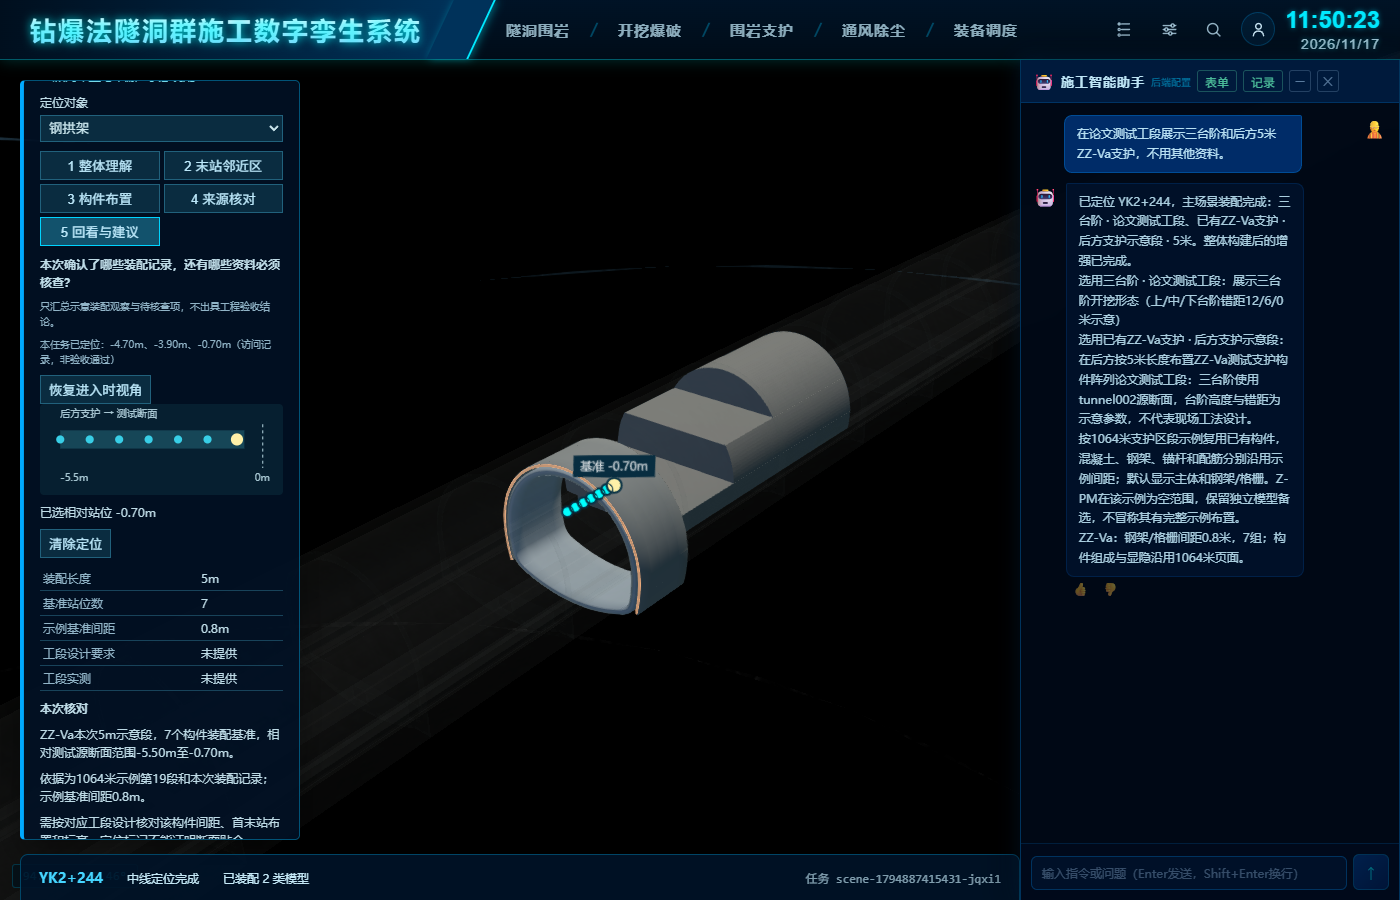 钻爆法隧洞群施工数字孪生系统
隧洞围岩 / 开挖爆破 / 围岩支护 / 通风除尘 / 装备调度
11:50:23
2026/11/17
定位对象
钢拱架
1 整体理解
2 末站邻近区
3 构件布置
4 来源核对
5 回看与建议
本次确认了哪些装配记录，还有哪些资料必须
核查?
只汇总示意装配观察与待核查项，不出具工程验收结
论。
本任务已定位：-4.70m、-3.90m、-0.70m（访问记
录，非验收通过）
恢复进入时视角
后方支护 → 测试断面
-5.5m
0m
已选相对站位 -0.70m
清除定位
装配长度 5m
基准站位数 7
示例基准间距 0.8m
工段设计要求 未提供
工段实测 未提供
本次核对
ZZ-Va本次5m示意段，7个构件装配基准，相
对测试源断面范围-5.50m至-0.70m。
依据为1064米示例第19段和本次装配记录；
示例基准间距0.8m。
需按对应工段设计核对该构件间距、首末站布
基准 -0.70m
YK2+244 中线定位完成 已装配 2 类模型
任务 scene-1794887415431-jqxi1
施工智能助手 后端配置 表单 记录
在论文测试工段展示三台阶和后方5米
ZZ-Va支护，不用其他资料。
已定位 YK2+244，主场景装配完成：三
台阶 · 论文测试工段、已有ZZ-Va支护 ·
后方支护示意段 · 5米。整体构建后的增
强已完成。
选用三台阶 · 论文测试工段：展示三台
阶开挖形态（上/中/下台阶错距12/6/0
米示意）
选用已有ZZ-Va支护 · 后方支护示意段：
在后方按5米长度布置ZZ-Va测试支护构
件阵列论文测试工段：三台阶使用
tunnel002源断面，台阶高度与错距为
示意参数，不代表现场工法设计。
按1064米支护区段示例复用已有构件，
混凝土、钢架、锚杆和配筋分别沿用示
例间距；默认显示主体和钢架/格栅。Z-
PM在该示例为空范围，保留独立模型备
选，不冒称其有完整示例布置。
ZZ-Va：钢架/格栅间距0.8米，7组；构
件组成与显隐沿用1064米页面。
输入指令或问题（Enter发送，Shift+Enter换行）